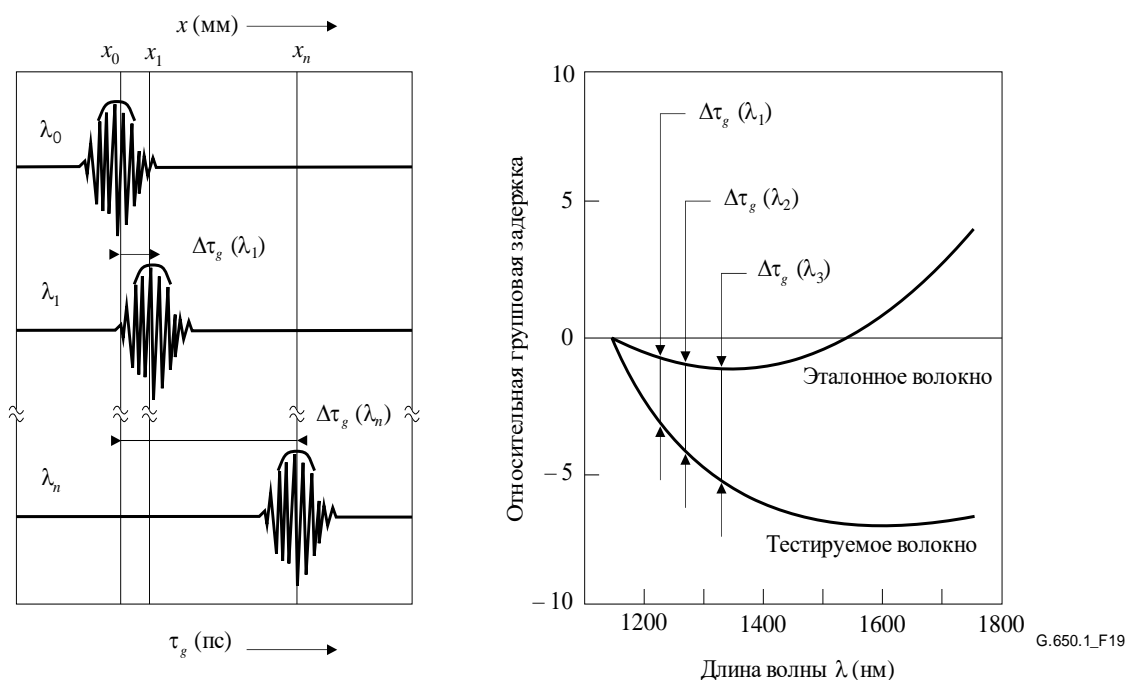 x (мм)
x0 x1 xn
λ0
Δτg (λ1)
λ1
Δτg (λn)
λn
τg (пс)
Относительная групповая задержка
10
5
0
– 5
– 10
Δτg (λ1)
Δτg (λ2)
Δτg (λ3)
Эталонное волокно
Тестируемое волокно
1200 1400 1600 1800
Длина волны λ (нм)
G.650.1_F19